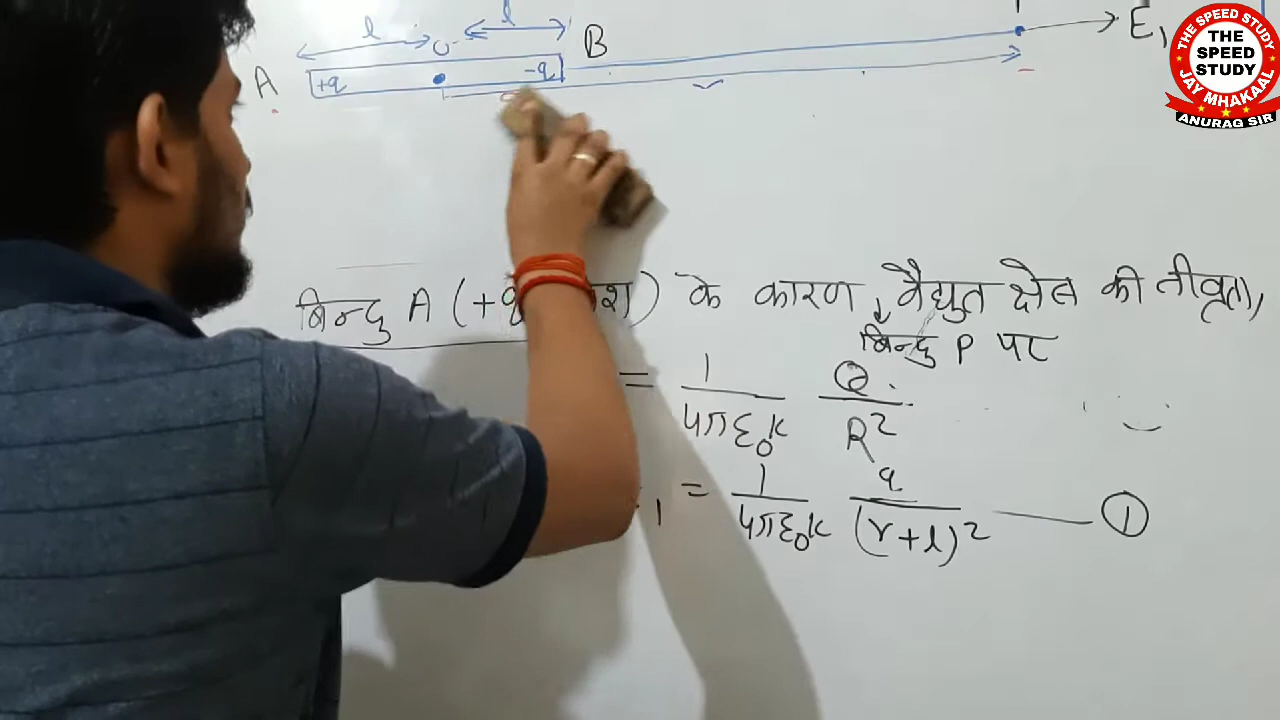 l l
A +q O -q B E₁
बिन्दु A (+q वेश) के कारण, वैद्युत क्षेत्र की तीव्रता,
बिन्दु P पर
= 1/4πε₀k Q/R²
₁ = 1/4πε₀k q/(r+l)² — ①
THE SPEED STUDY
THE
SPEED
STUDY
JAY MHAKAAL
ANURAG SIR